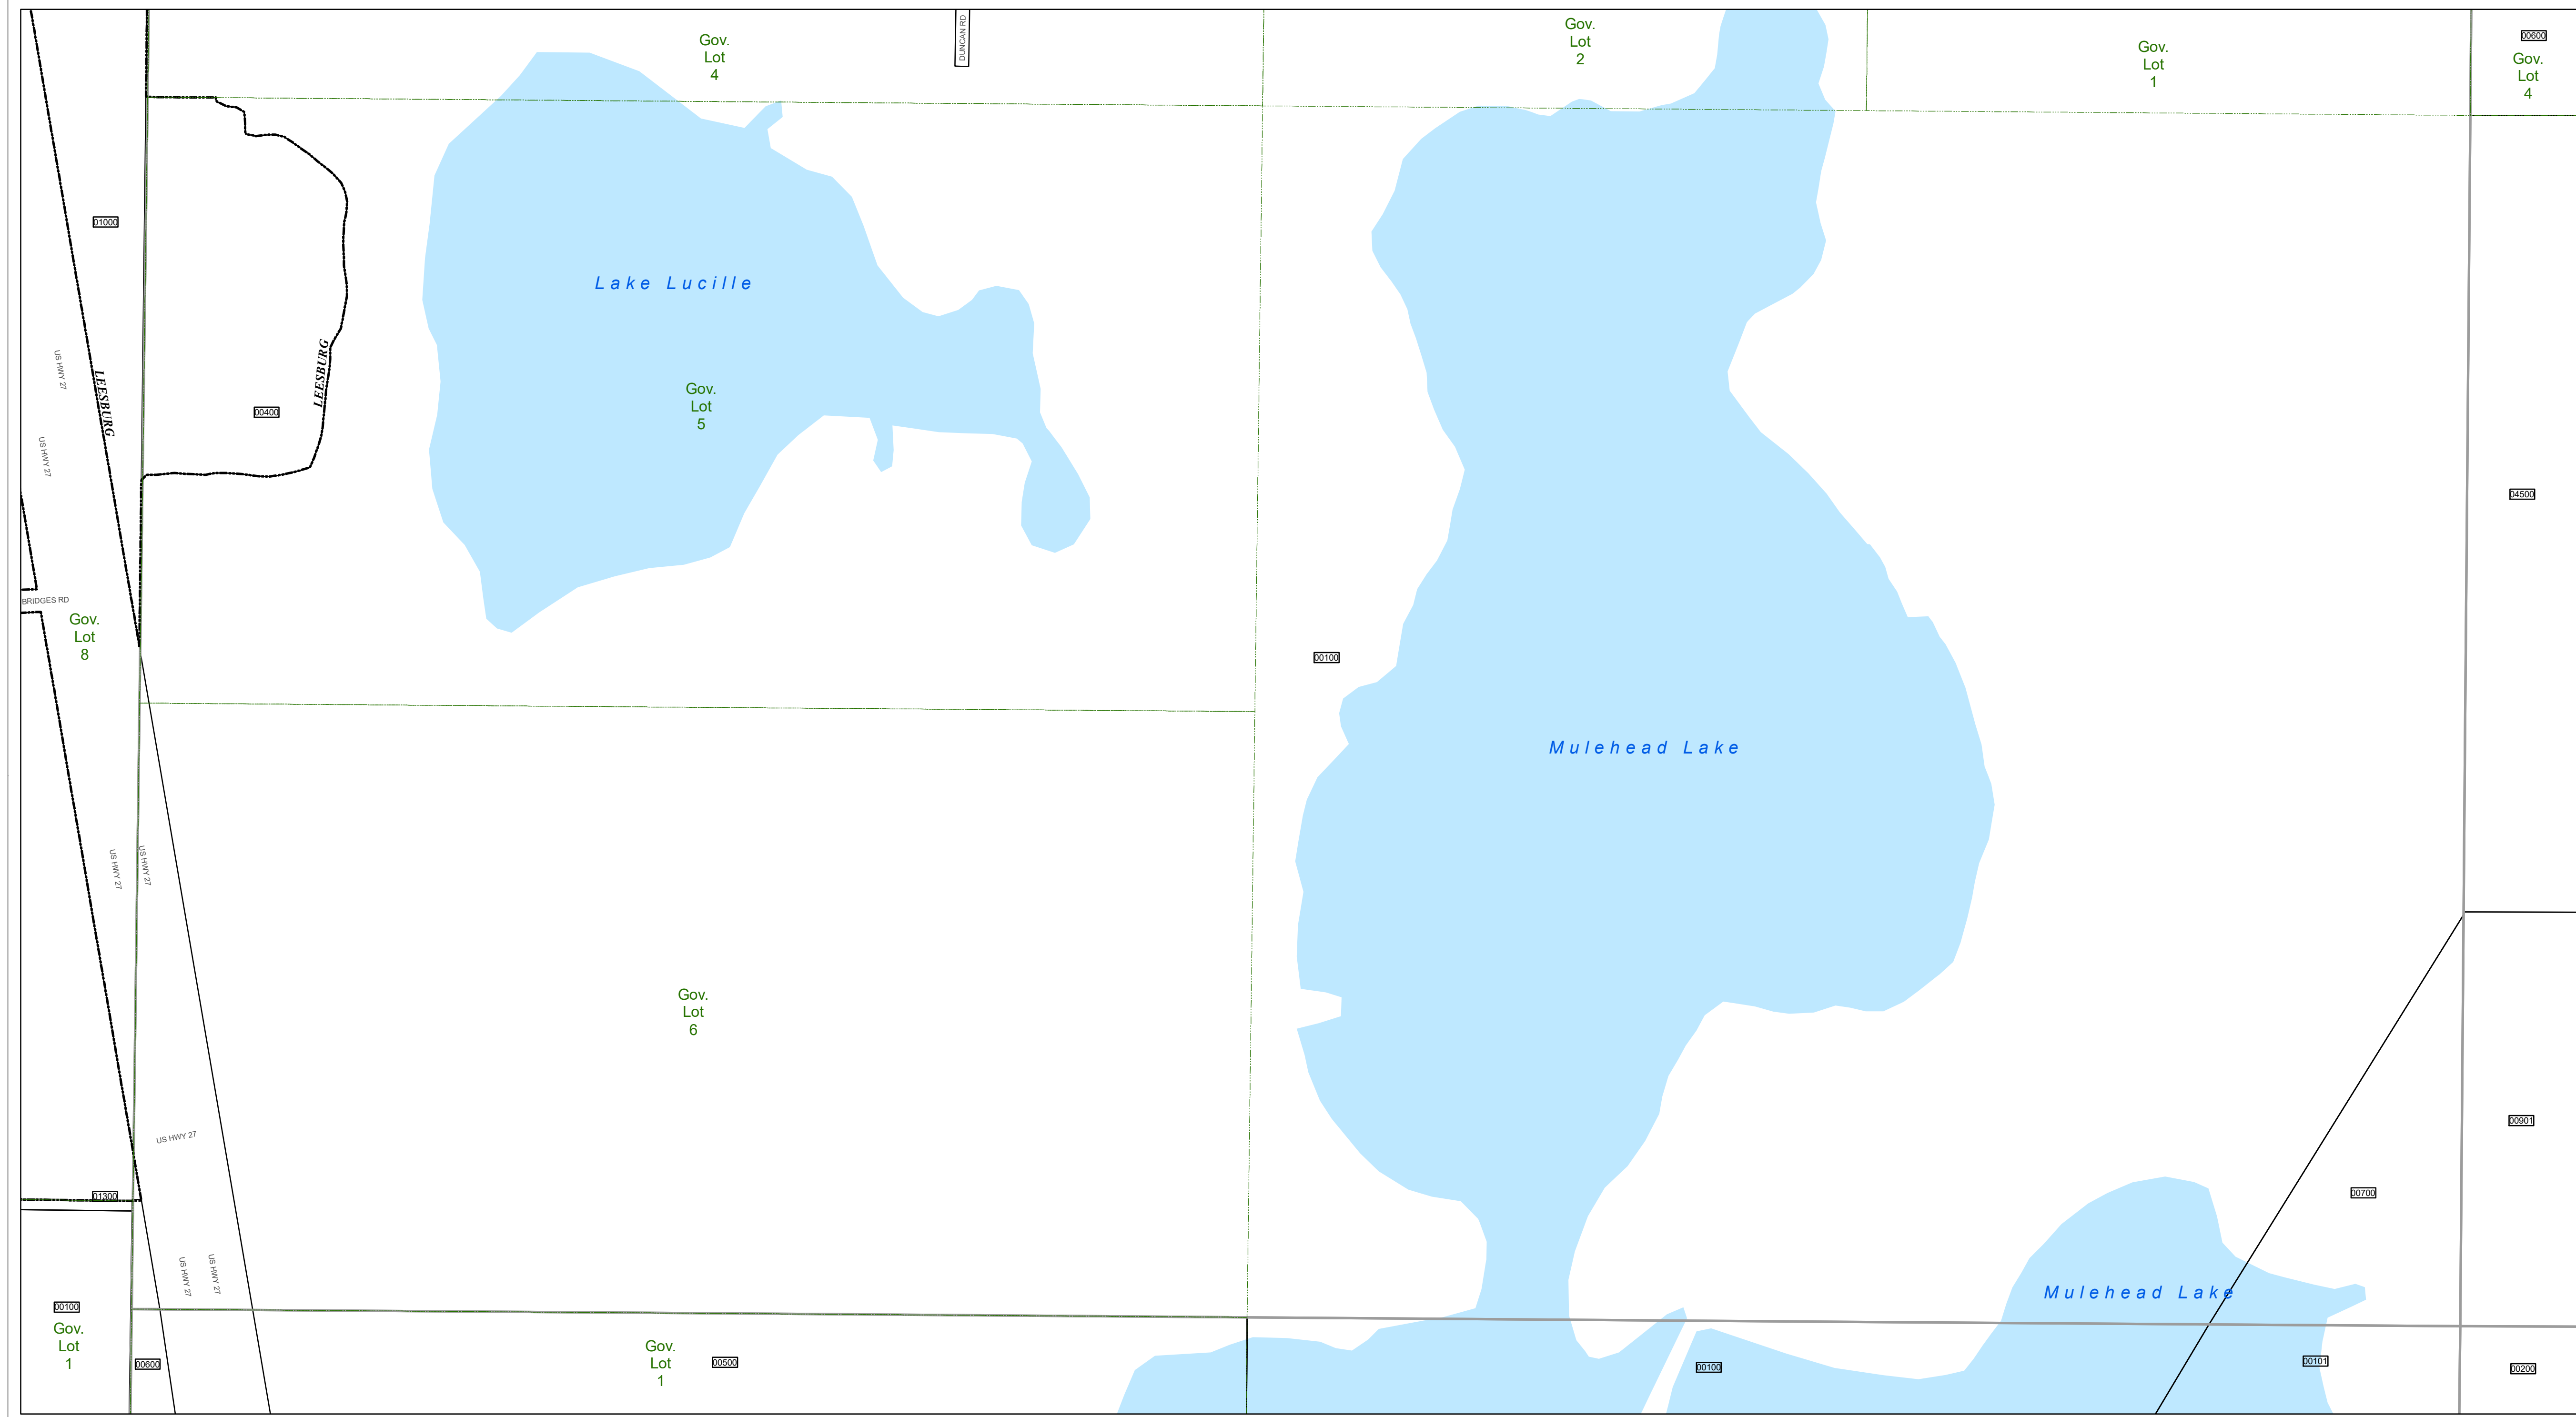 Gov.
Lot
4
DUNCAN RD
Gov.
Lot
2
Gov.
Lot
1
00600
Gov.
Lot
4
01000
Lake Lucille
US HWY 27
LEESBURG
LEESBURG
00400
Gov.
Lot
5
US HWY 27
04500
BRIDGES RD
Gov.
Lot
8
00100
Mulehead Lake
US HWY 27
US HWY 27
Gov.
Lot
6
00901
US HWY 27
01300
00700
US HWY 27
US HWY 27
Mulehead Lake
00100
Gov.
Lot
1
00600
Gov.
Lot
1
00500
00100
00101
00200